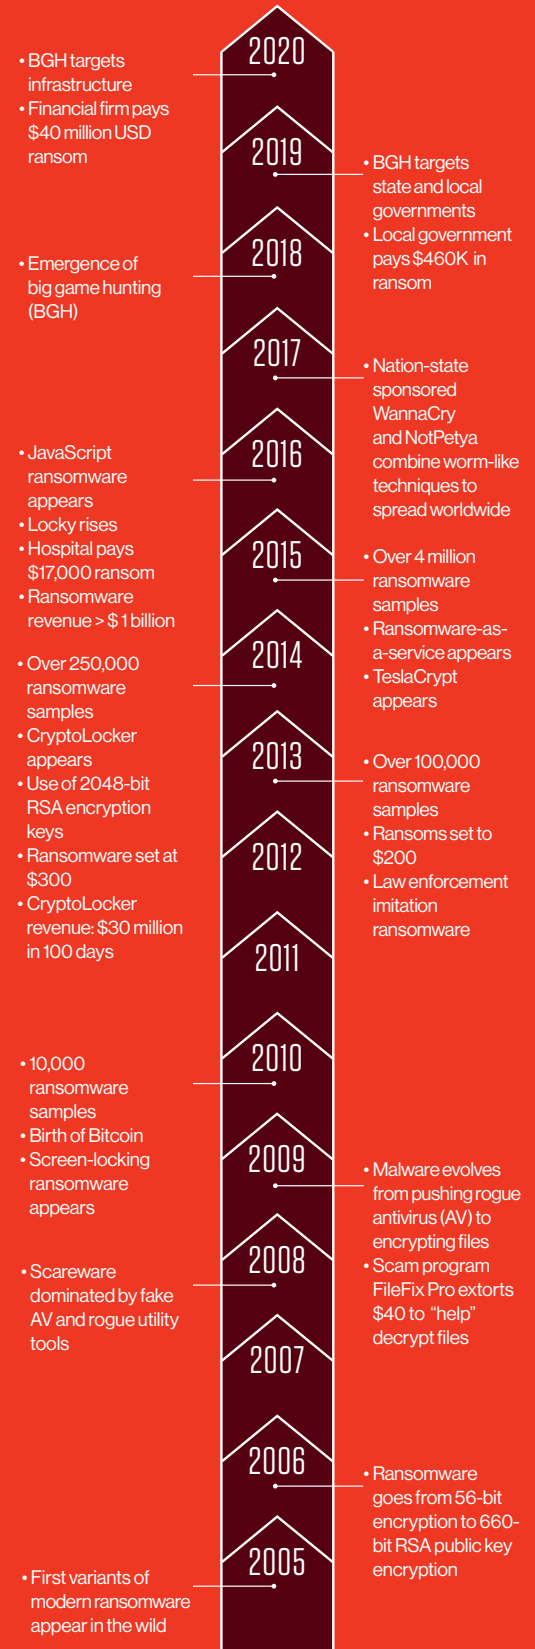 2020
• BGH targets
infrastructure
• Financial firm pays
$40 million USD
ransom
2019
• BGH targets
state and local
governments
• Local government
pays $460K in
ransom
2018
• Emergence of
big game hunting
(BGH)
2017
• Nation-state
sponsored
WannaCry
and NotPetya
combine worm-like
techniques to
spread worldwide
2016
• JavaScript
ransomware
appears
• Locky rises
• Hospital pays
$17,000 ransom
• Ransomware
revenue > $1 billion
2015
• Over 4 million
ransomware
samples
• Ransomware-as-
a-service appears
• TeslaCrypt
appears
2014
• Over 250,000
ransomware
samples
• CryptoLocker
appears
• Use of 2048-bit
RSA encryption
keys
• Ransomware set at
$300
• CryptoLocker
revenue: $30 million
in 100 days
2013
• Over 100,000
ransomware
samples
• Ransoms set to
$200
• Law enforcement
imitation
ransomware
2012
2011
2010
• 10,000
ransomware
samples
• Birth of Bitcoin
• Screen-locking
ransomware
appears
2009
• Malware evolves
from pushing rogue
antivirus (AV) to
encrypting files
• Scam program
FileFix Pro extorts
$40 to “help”
decrypt files
2008
• Scareware
dominated by fake
AV and rogue utility
tools
2007
2006
• Ransomware
goes from 56-bit
encryption to 660-
bit RSA public key
encryption
2005
• First variants of
modern ransomware
appear in the wild